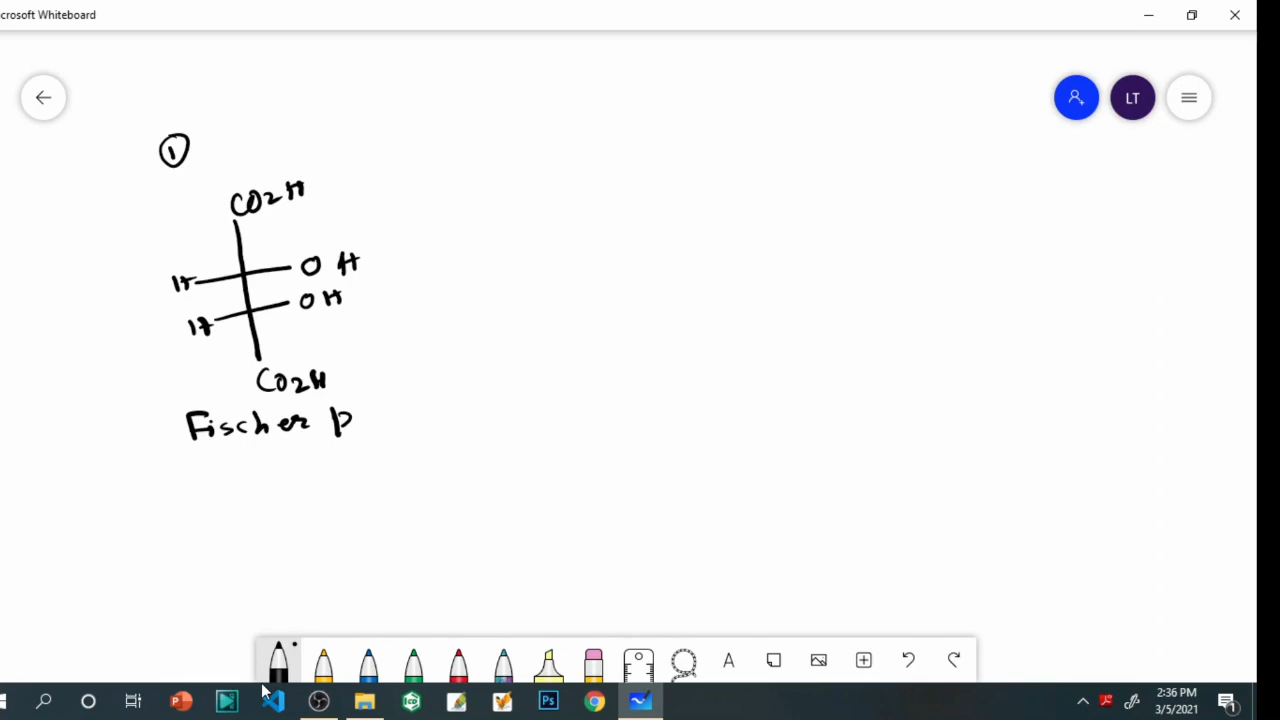 crosoft Whiteboard
LT
1
CO2H
H OH
H OH
CO2H
Fischer P
A
2:36 PM
3/5/2021